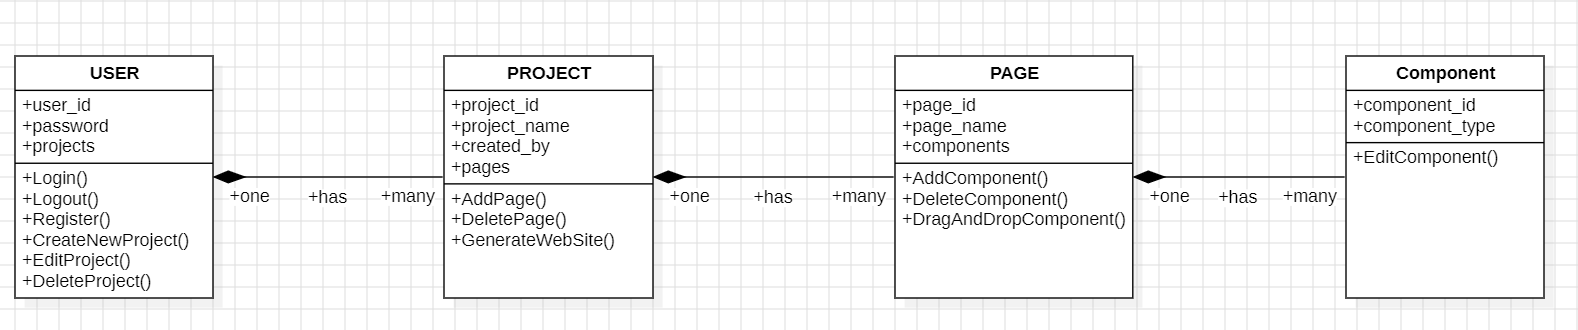 USER
+user_id
+password
+projects
+Login()
+Logout()
+Register()
+CreateNewProject()
+EditProject()
+DeleteProject()
+one +has +many
PROJECT
+project_id
+project_name
+created_by
+pages
+AddPage()
+DeletePage()
+GenerateWebSite()
+one +has +many
PAGE
+page_id
+page_name
+components
+AddComponent()
+DeleteComponent()
+DragAndDropComponent()
+one +has +many
Component
+component_id
+component_type
+EditComponent()